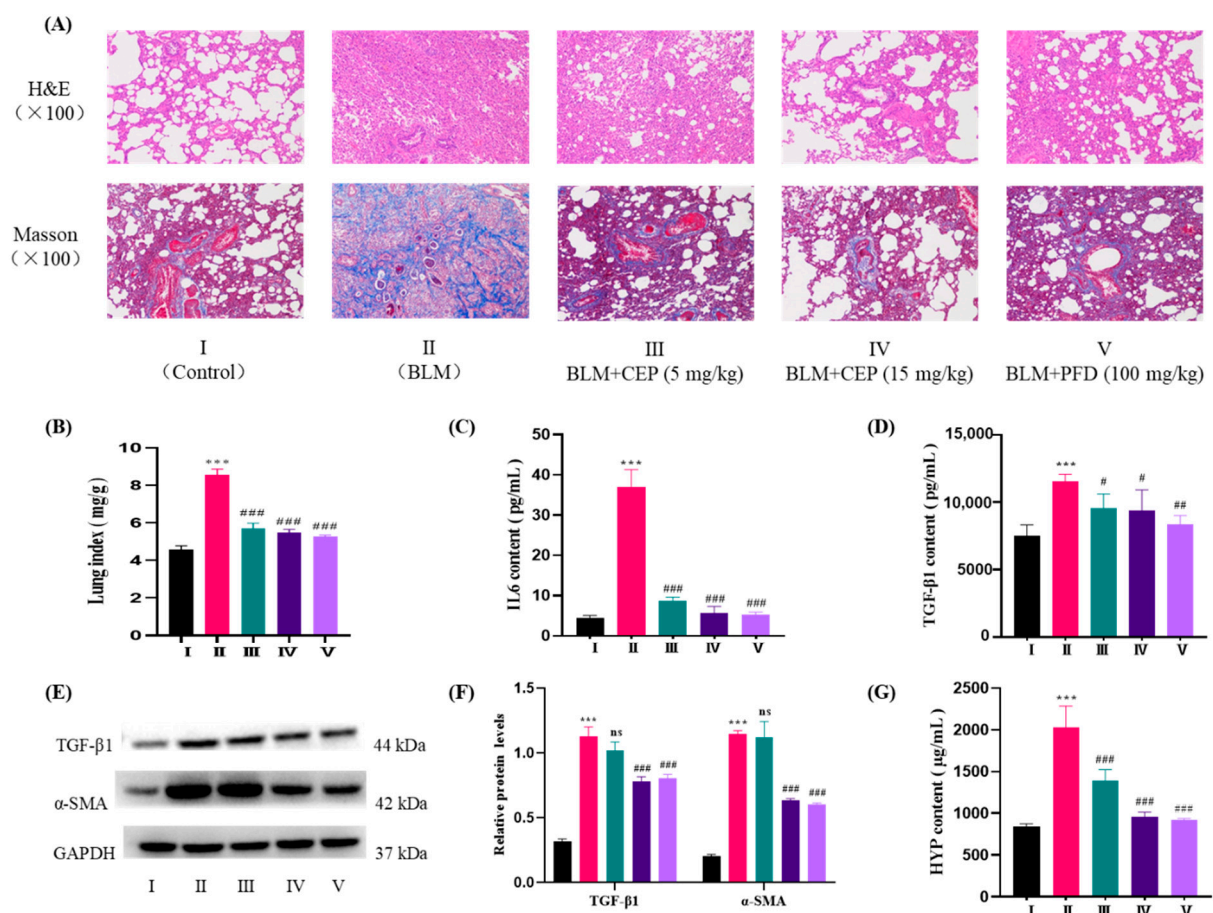 (A)
H&E
(×100)
Masson
(×100)
I
(Control)
II
(BLM)
III
BLM+CEP (5 mg/kg)
IV
BLM+CEP (15 mg/kg)
V
BLM+PFD (100 mg/kg)
(B)
Lung index ( mg/g)
10
8
6
4
2
0
***
###
###
###
I II III IV V
(C)
IL6 content ( pg/mL )
50
40
30
20
10
0
***
###
###
###
I II III IV V
(D)
TGF-β1 content ( pg/mL )
15,000
10,000
5000
0
***
#
#
##
I II III IV V
(E)
TGF-β1 44 kDa
α-SMA 42 kDa
GAPDH 37 kDa
I II III IV V
(F)
Relative protein levels
1.5
1.0
0.5
0.0
*** ns ### ###
*** ns ### ###
TGF-β1 α-SMA
(G)
HYP content ( μg/mL )
2500
2000
1500
1000
500
0
***
###
###
###
I II III IV V